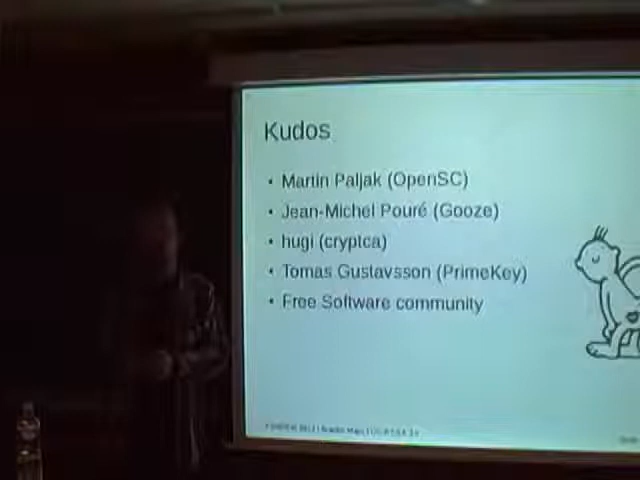 Kudos
• Martin Paljak (OpenSC)
• Jean-Michel Pouré (Gooze)
• hugi (cryptca)
• Tomas Gustavsson (PrimeKey)
• Free Software community